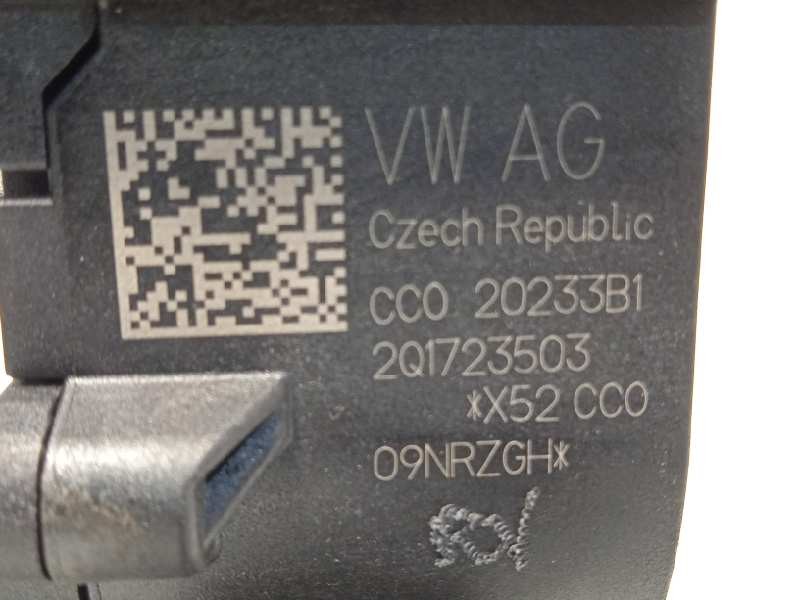 VW AG
Czech Republic
CC0 20233B1
2Q1723503
*X52 CC0
09NRZGH*